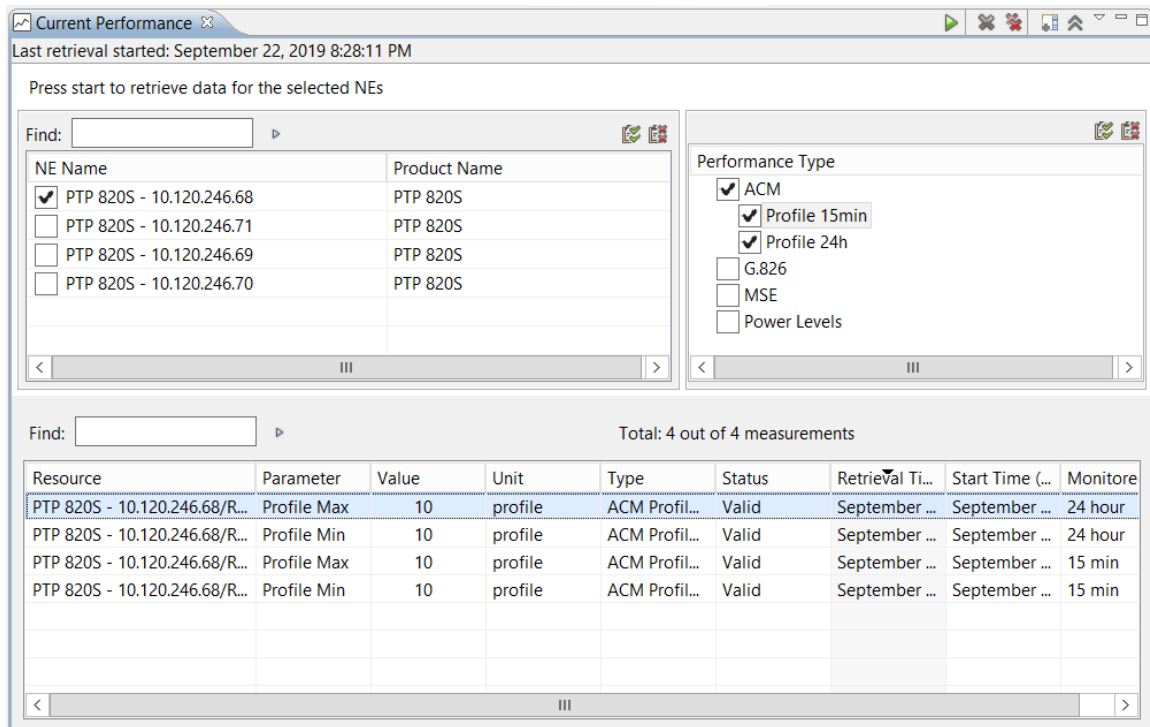 Current Performance
Last retrieval started: September 22, 2019 8:28:11 PM
Press start to retrieve data for the selected NEs
Find:
NE Name Product Name
PTP 820S - 10.120.246.68 PTP 820S
PTP 820S - 10.120.246.71 PTP 820S
PTP 820S - 10.120.246.69 PTP 820S
PTP 820S - 10.120.246.70 PTP 820S
Performance Type
ACM
Profile 15min
Profile 24h
G.826
MSE
Power Levels
Find: Total: 4 out of 4 measurements
Resource Parameter Value Unit Type Status Retrieval Ti... Start Time (... Monitore
PTP 820S - 10.120.246.68/R... Profile Max 10 profile ACM Profil... Valid September ... September ... 24 hour
PTP 820S - 10.120.246.68/R... Profile Min 10 profile ACM Profil... Valid September ... September ... 24 hour
PTP 820S - 10.120.246.68/R... Profile Max 10 profile ACM Profil... Valid September ... September ... 15 min
PTP 820S - 10.120.246.68/R... Profile Min 10 profile ACM Profil... Valid September ... September ... 15 min